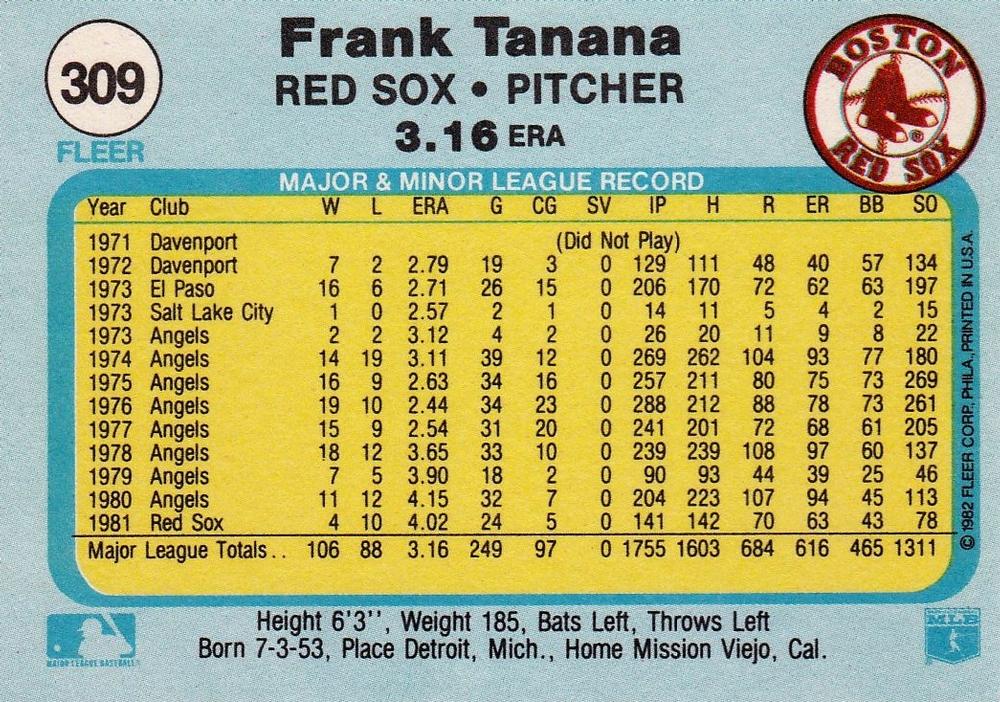 309
FLEER
Frank Tanana
RED SOX • PITCHER
3.16 ERA
BOSTON
RED SOX
®
MAJOR & MINOR LEAGUE RECORD
Year Club W L ERA G CG SV IP H R ER BB SO
1971 Davenport (Did Not Play)
1972 Davenport 7 2 2.79 19 3 0 129 111 48 40 57 134
1973 El Paso 16 6 2.71 26 15 0 206 170 72 62 63 197
1973 Salt Lake City 1 0 2.57 2 1 0 14 11 5 4 2 15
1973 Angels 2 2 3.12 4 2 0 26 20 11 9 8 22
1974 Angels 14 19 3.11 39 12 0 269 262 104 93 77 180
1975 Angels 16 9 2.63 34 16 0 257 211 80 75 73 269
1976 Angels 19 10 2.44 34 23 0 288 212 88 78 73 261
1977 Angels 15 9 2.54 31 20 0 241 201 72 68 61 205
1978 Angels 18 12 3.65 33 10 0 239 239 108 97 60 137
1979 Angels 7 5 3.90 18 2 0 90 93 44 39 25 46
1980 Angels 11 12 4.15 32 7 0 204 223 107 94 45 113
1981 Red Sox 4 10 4.02 24 5 0 141 142 70 63 43 78
Major League Totals . . 106 88 3.16 249 97 0 1755 1603 684 616 465 1311
© 1982 FLEER CORP., PHILA., PRINTED IN U.S.A.
Height 6'3'', Weight 185, Bats Left, Throws Left
Born 7-3-53, Place Detroit, Mich., Home Mission Viejo, Cal.
MAJOR LEAGUE BASEBALL
MLB